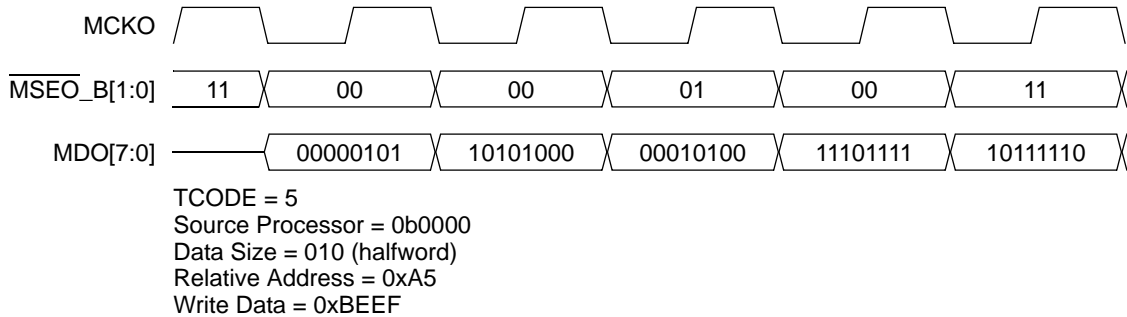 MCKO
MSEO_B[1:0] 11 00 00 01 00 11
MDO[7:0] 00000101 10101000 00010100 11101111 10111110
TCODE = 5
Source Processor = 0b0000
Data Size = 010 (halfword)
Relative Address = 0xA5
Write Data = 0xBEEF